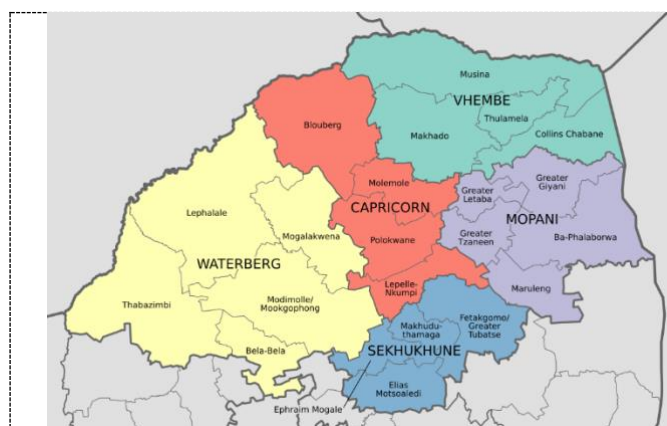 Musina
VHEMBE
Thulamela
Makhado
Collins Chabane
Blouberg
Molemole
CAPRICORN
Polokwane
Lepelle-
Nkumpi
Greater
Letaba
Greater
Giyani
MOPANI
Greater
Tzaneen
Ba-Phalaborwa
Maruleng
Lephalale
Mogalakwena
WATERBERG
Thabazimbi
Modimolle/
Mookgophong
Bela-Bela
Fetakgomo/
Greater
Tubatse
Makhudu-
thamaga
SEKHUKHUNE
Elias
Motsoaledi
Ephraim Mogale